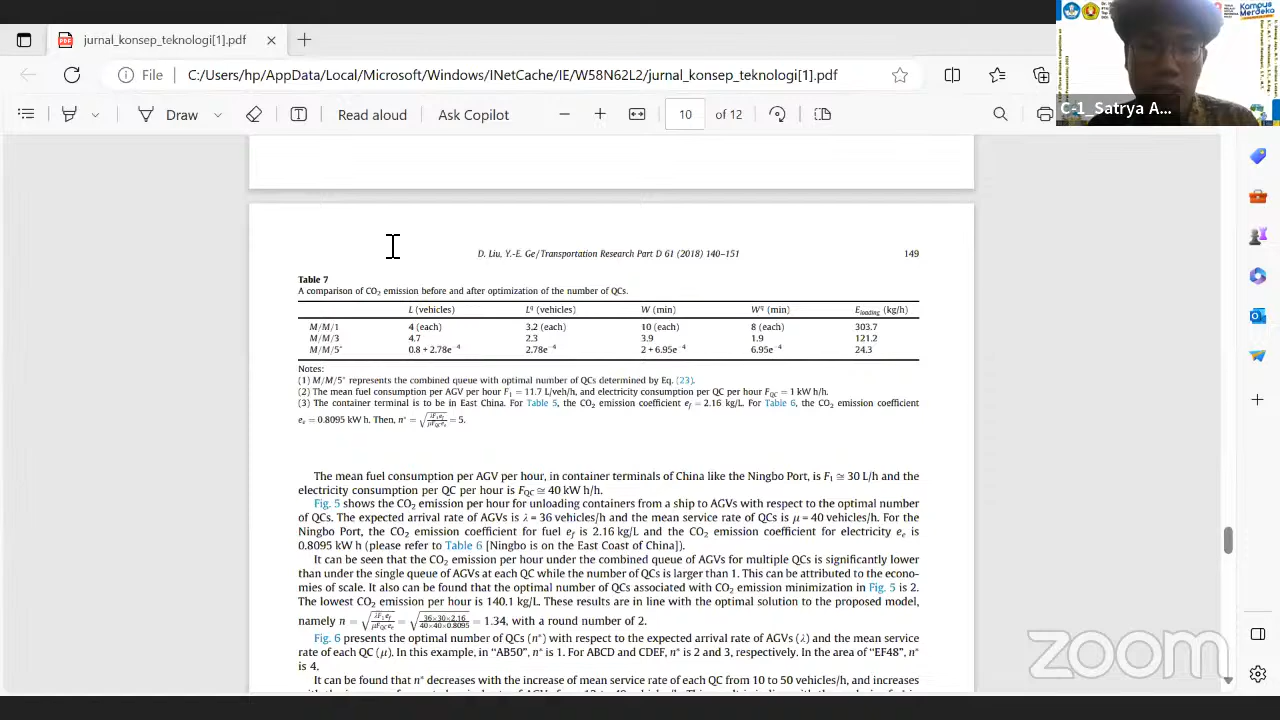 jurnal_konsep_teknologi[1].pdf
File
C:/Users/hp/AppData/Local/Microsoft/Windows/INetCache/IE/W58N62L2/jurnal_konsep_teknologi[1].pdf
Draw
Read aloud
Ask Copilot
10 of 12
Kampus
Merdeka
C-1_Satrya A...
D. Liu, Y.-E. Ge / Transportation Research Part D 61 (2018) 140–151 149
Table 7
A comparison of CO2 emission before and after optimization of the number of QCs.
L (vehicles) L^q (vehicles) W (min) W^q (min) E_loading (kg/h)
M/M/1 4 (each) 3.2 (each) 10 (each) 8 (each) 303.7
M/M/3 4.7 2.3 3.9 1.9 121.2
M/M/5* 0.8 + 2.78e^−4 2.78e^−4 2 + 6.95e^−4 6.95e^−4 24.3
Notes:
(1) M/M/5* represents the combined queue with optimal number of QCs determined by Eq. (23).
(2) The mean fuel consumption per AGV per hour F1 = 11.7 L/veh/h, and electricity consumption per QC per hour FQC = 1 kW h/h.
(3) The container terminal is to be in East China. For Table 5, the CO2 emission coefficient ef = 2.16 kg/L. For Table 6, the CO2 emission coefficient
ee = 0.8095 kW h. Then, n* = √(λF1ef/μFQCee) = 5.
The mean fuel consumption per AGV per hour, in container terminals of China like the Ningbo Port, is F1 ≅ 30 L/h and the
electricity consumption per QC per hour is FQC ≅ 40 kW h/h.
Fig. 5 shows the CO2 emission per hour for unloading containers from a ship to AGVs with respect to the optimal number
of QCs. The expected arrival rate of AGVs is λ = 36 vehicles/h and the mean service rate of QCs is μ = 40 vehicles/h. For the
Ningbo Port, the CO2 emission coefficient for fuel ef is 2.16 kg/L and the CO2 emission coefficient for electricity ee is
0.8095 kW h (please refer to Table 6 [Ningbo is on the East Coast of China]).
It can be seen that the CO2 emission per hour under the combined queue of AGVs for multiple QCs is significantly lower
than under the single queue of AGVs at each QC while the number of QCs is larger than 1. This can be attributed to the econo-
mies of scale. It also can be found that the optimal number of QCs associated with CO2 emission minimization in Fig. 5 is 2.
The lowest CO2 emission per hour is 140.1 kg/L. These results are in line with the optimal solution to the proposed model,
namely n = √(λF1ef/μFQCee) = √(36×30×2.16/40×40×0.8095) = 1.34, with a round number of 2.
Fig. 6 presents the optimal number of QCs (n*) with respect to the expected arrival rate of AGVs (λ) and the mean service
rate of each QC (μ). In this example, in “AB50”, n* is 1. For ABCD and CDEF, n* is 2 and 3, respectively. In the area of “EF48”, n*
is 4.
It can be found that n* decreases with the increase of mean service rate of each QC from 10 to 50 vehicles/h, and increases
zoom